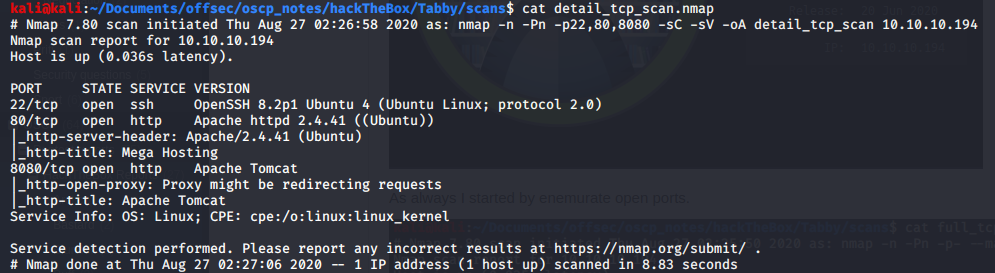 kali@kali:~/Documents/offsec/oscp_notes/hackTheBox/Tabby/scans$ cat detail_tcp_scan.nmap
# Nmap 7.80 scan initiated Thu Aug 27 02:26:58 2020 as: nmap -n -Pn -p22,80,8080 -sC -sV -oA detail_tcp_scan 10.10.10.194
Nmap scan report for 10.10.10.194
Host is up (0.036s latency).
PORT     STATE SERVICE VERSION
22/tcp   open  ssh     OpenSSH 8.2p1 Ubuntu 4 (Ubuntu Linux; protocol 2.0)
80/tcp   open  http    Apache httpd 2.4.41 ((Ubuntu))
|_http-server-header: Apache/2.4.41 (Ubuntu)
|_http-title: Mega Hosting
8080/tcp open  http    Apache Tomcat
|_http-open-proxy: Proxy might be redirecting requests
|_http-title: Apache Tomcat
As always I started by enemurate open ports.
Service Info: OS: Linux; CPE: cpe:/o:linux:linux_kernel
Service detection performed. Please report any incorrect results at https://nmap.org/submit/ .
# Nmap done at Thu Aug 27 02:27:06 2020 -- 1 IP address (1 host up) scanned in 8.83 seconds